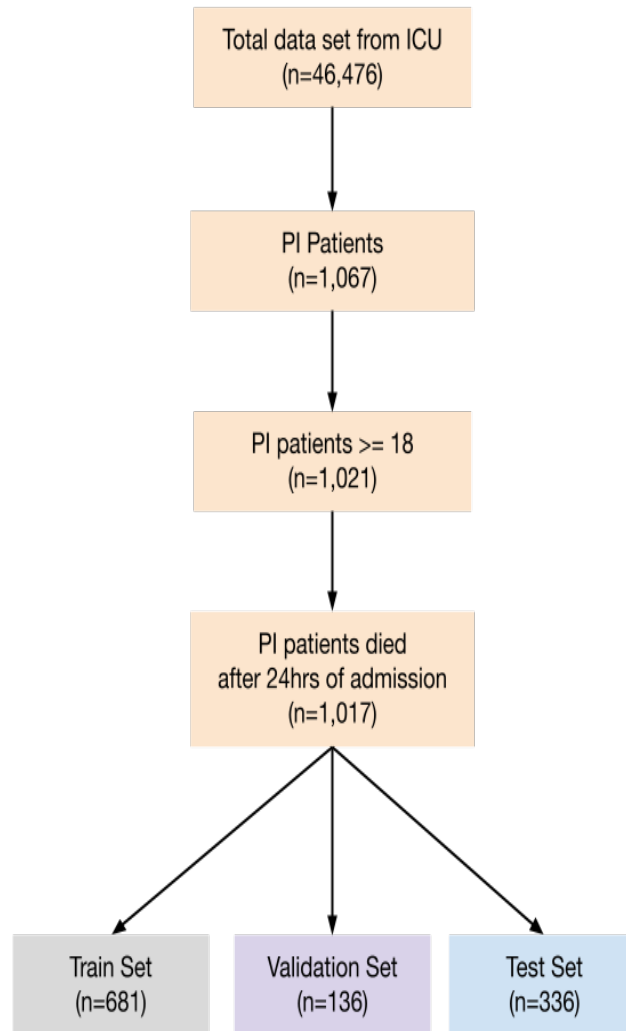 Total data set from ICU
(n=46,476)
PI Patients
(n=1,067)
PI patients >= 18
(n=1,021)
PI patients died
after 24hrs of admission
(n=1,017)
Train Set
(n=681)
Validation Set
(n=136)
Test Set
(n=336)